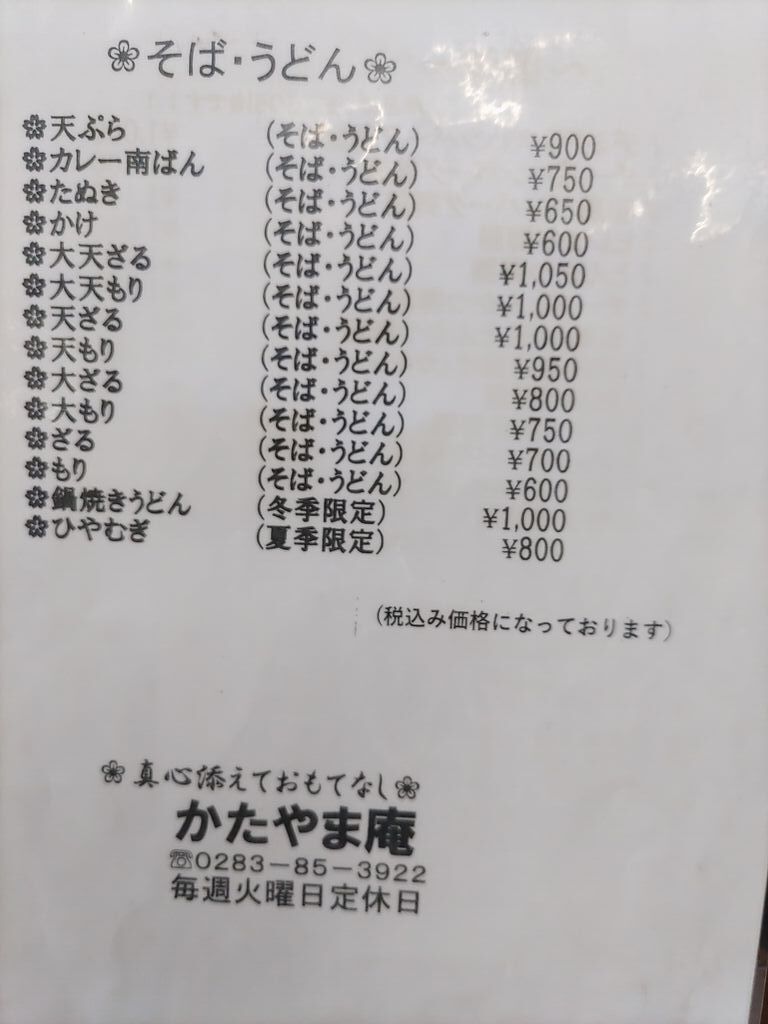 ❀そば・うどん❀
❀天ぷら (そば・うどん) ¥900
❀カレー南ばん (そば・うどん) ¥750
❀たぬき (そば・うどん) ¥650
❀かけ (そば・うどん) ¥600
❀大天ざる (そば・うどん) ¥1,050
❀大天もり (そば・うどん) ¥1,000
❀天ざる (そば・うどん) ¥1,000
❀天もり (そば・うどん) ¥950
❀大ざる (そば・うどん) ¥800
❀大もり (そば・うどん) ¥750
❀ざる (そば・うどん) ¥700
❀もり (そば・うどん) ¥600
❀鍋焼きうどん (冬季限定) ¥1,000
❀ひやむぎ (夏季限定) ¥800
(税込み価格になっております)
❀真心添えておもてなし❀
かたやま庵
☏0283－85－3922
毎週火曜日定休日